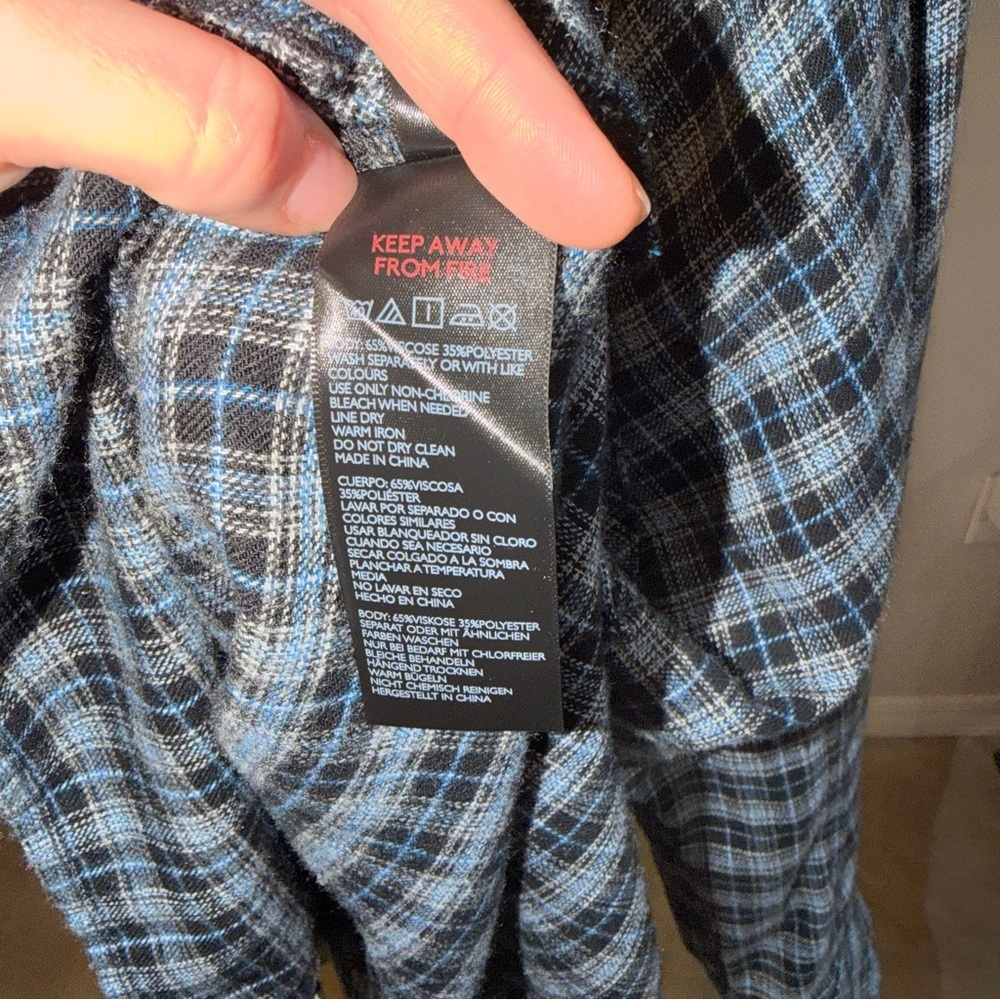 KEEP AWAY
FROM FIRE
BODY: 65%VISCOSE 35%POLYESTER
WASH SEPARATELY OR WITH LIKE
COLOURS
USE ONLY NON-CHLORINE
BLEACH WHEN NEEDED
LINE DRY
WARM IRON
DO NOT DRY CLEAN
MADE IN CHINA
CUERPO: 65%VISCOSA
35%POLIÉSTER
LAVAR POR SEPARADO O CON
COLORES SIMILARES
USAR BLANQUEADOR SIN CLORO
CUANDO SEA NECESARIO
SECAR COLGADO A LA SOMBRA
PLANCHAR A TEMPERATURA
MEDIA
NO LAVAR EN SECO
HECHO EN CHINA
BODY: 65%VISKOSE 35%POLYESTER
SEPARAT ODER MIT ÄHNLICHEN
FARBEN WASCHEN
NUR BEI BEDARF MIT CHLORFREIER
BLEICHE BEHANDELN
HÄNGEND TROCKNEN
WARM BÜGELN
NICHT CHEMISCH REINIGEN
HERGESTELLT IN CHINA